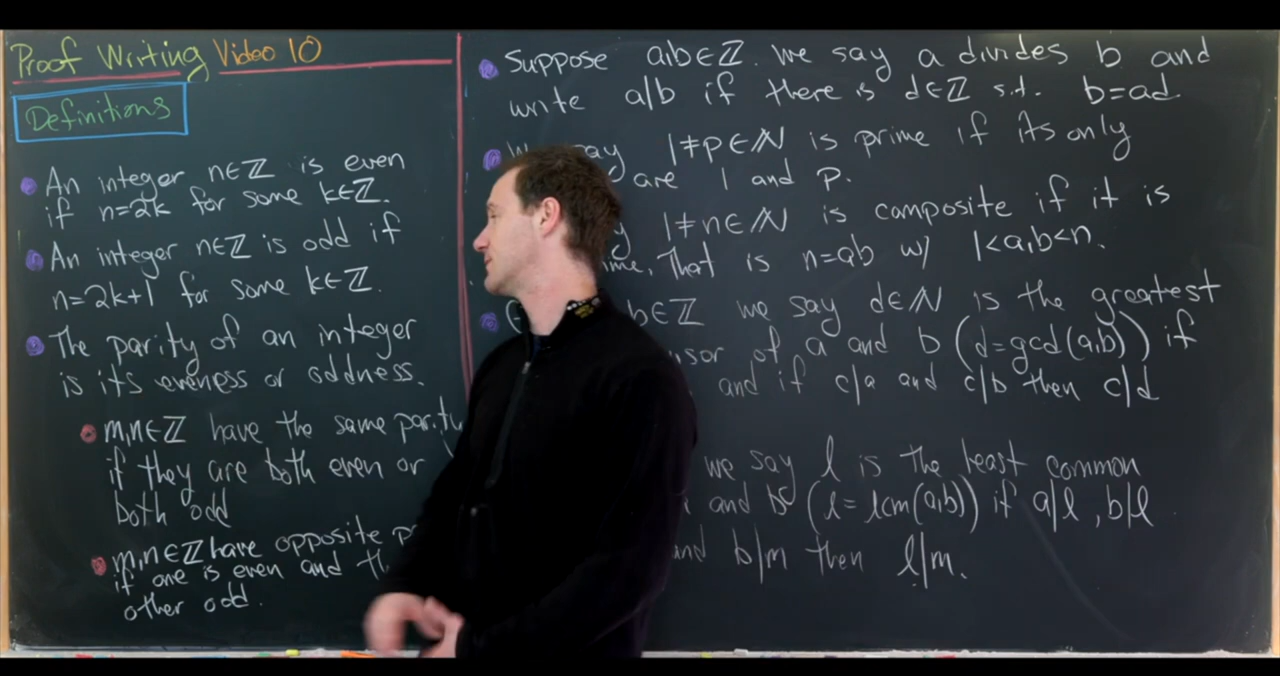 Proof Writing Video 10
Definitions
An integer n∈ℤ is even
if n=2k for some k∈ℤ.
An integer n∈ℤ is odd if
n=2k+1 for some k∈ℤ.
The parity of an integer
is its eveness or oddness.
m,n∈ℤ have the same parity
if they are both even or
both odd
m,n∈ℤ have opposite
if one is even and
other odd.
Suppose a,b∈ℤ. We say a divides b and
write a|b if there is d∈ℤ s.t. b=ad
say 1≠p∈ℕ is prime if its only
are 1 and p.
1≠n∈ℕ is composite if it is
That is n=ab w/ 1<a,b<n.
b∈ℤ we say d∈ℕ is the greatest
of a and b (d=gcd(a,b)) if
and if c|a and c|b then c|d
we say l is the least common
and b (l=lcm(a,b)) if a|l, b|l
b|m then l|m.